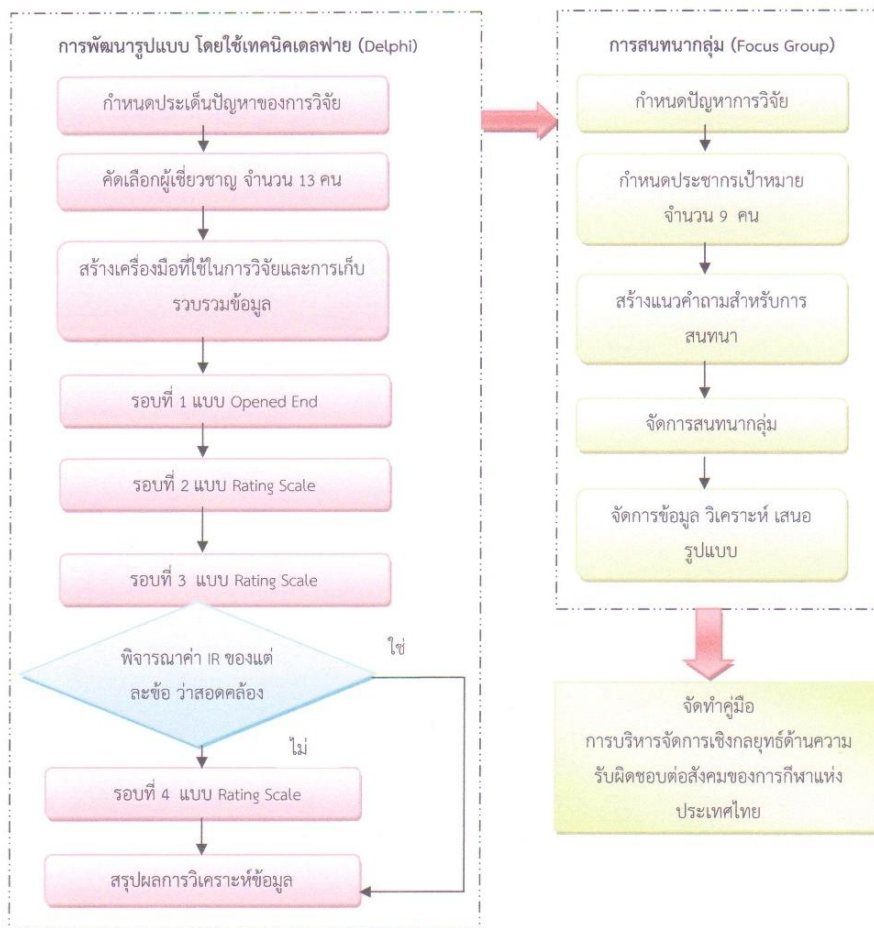 การพัฒนารูปแบบ โดยใช้เทคนิคเดลฟาย (Delphi)
กำหนดประเด็นปัญหาของการวิจัย
คัดเลือกผู้เชี่ยวชาญ จำนวน 13 คน
สร้างเครื่องมือที่ใช้ในการวิจัยและการเก็บ
รวบรวมข้อมูล
รอบที่ 1 แบบ Opened End
รอบที่ 2 แบบ Rating Scale
รอบที่ 3 แบบ Rating Scale
พิจารณาค่า IR ของแต่
ละข้อ ว่าสอดคล้อง
ใช่
ไม่
รอบที่ 4 แบบ Rating Scale
สรุปผลการวิเคราะห์ข้อมูล
การสนทนากลุ่ม (Focus Group)
กำหนดปัญหาการวิจัย
กำหนดประชากรเป้าหมาย
จำนวน 9 คน
สร้างแนวคำถามสำหรับการ
สนทนา
จัดการสนทนากลุ่ม
จัดการข้อมูล วิเคราะห์ เสนอ
รูปแบบ
จัดทำคู่มือ
การบริหารจัดการเชิงกลยุทธ์ด้านความ
รับผิดชอบต่อสังคมของการกีฬาแห่ง
ประเทศไทย